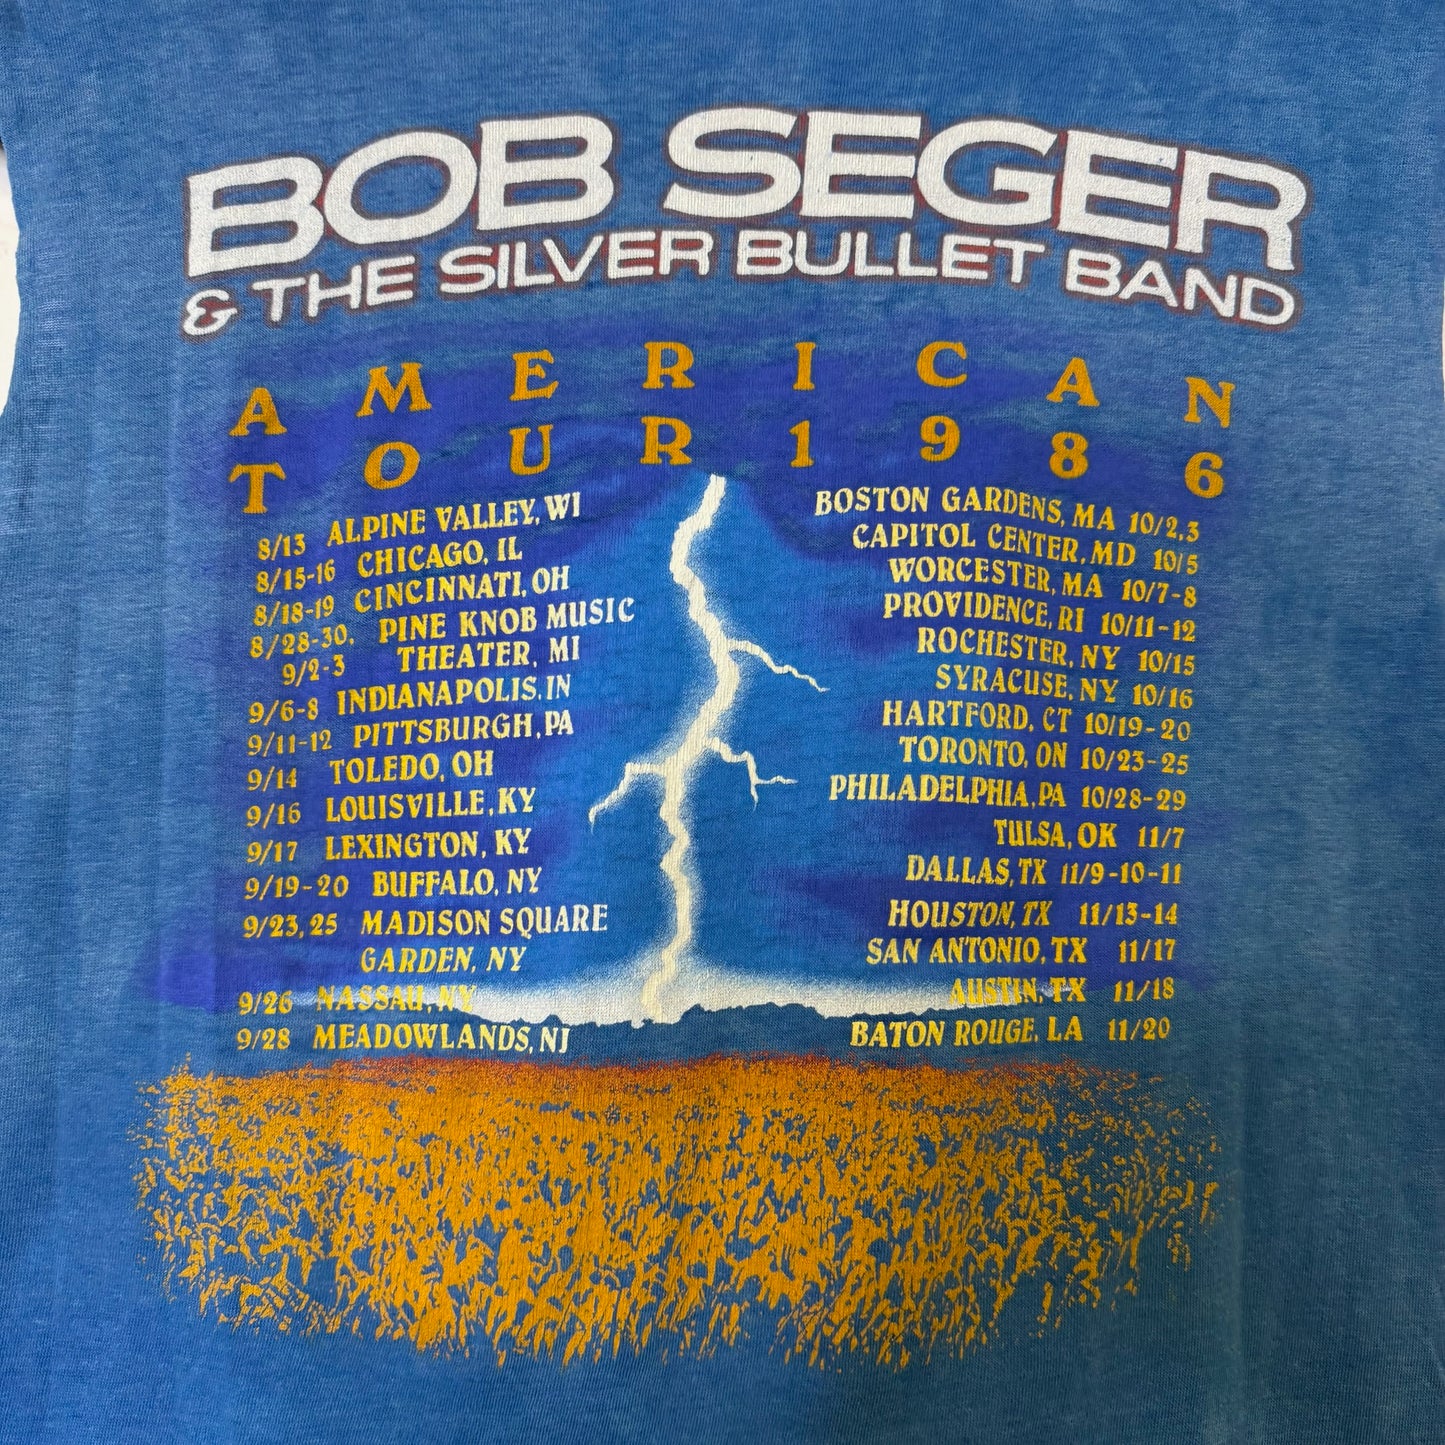 BOB SEGER
& THE SILVER BULLET BAND
AMERICAN
TOUR 1986
8/13 ALPINE VALLEY, WI
8/15-16 CHICAGO, IL
8/18-19 CINCINNATI, OH
8/28-30, PINE KNOB MUSIC
9/2-3 THEATER, MI
9/6-8 INDIANAPOLIS, IN
9/11-12 PITTSBURGH, PA
9/14 TOLEDO, OH
9/16 LOUISVILLE, KY
9/17 LEXINGTON, KY
9/19-20 BUFFALO, NY
9/23,25 MADISON SQUARE
GARDEN, NY
9/26 NASSAU, NY
9/28 MEADOWLANDS, NJ
BOSTON GARDENS, MA 10/2,3
CAPITOL CENTER, MD 10/5
WORCESTER, MA 10/7-8
PROVIDENCE, RI 10/11-12
ROCHESTER, NY 10/15
SYRACUSE, NY 10/16
HARTFORD, CT 10/19-20
TORONTO, ON 10/23-25
PHILADELPHIA, PA 10/28-29
TULSA, OK 11/7
DALLAS, TX 11/9-10-11
HOUSTON, TX 11/13-14
SAN ANTONIO, TX 11/17
AUSTIN, TX 11/18
BATON ROUGE, LA 11/20